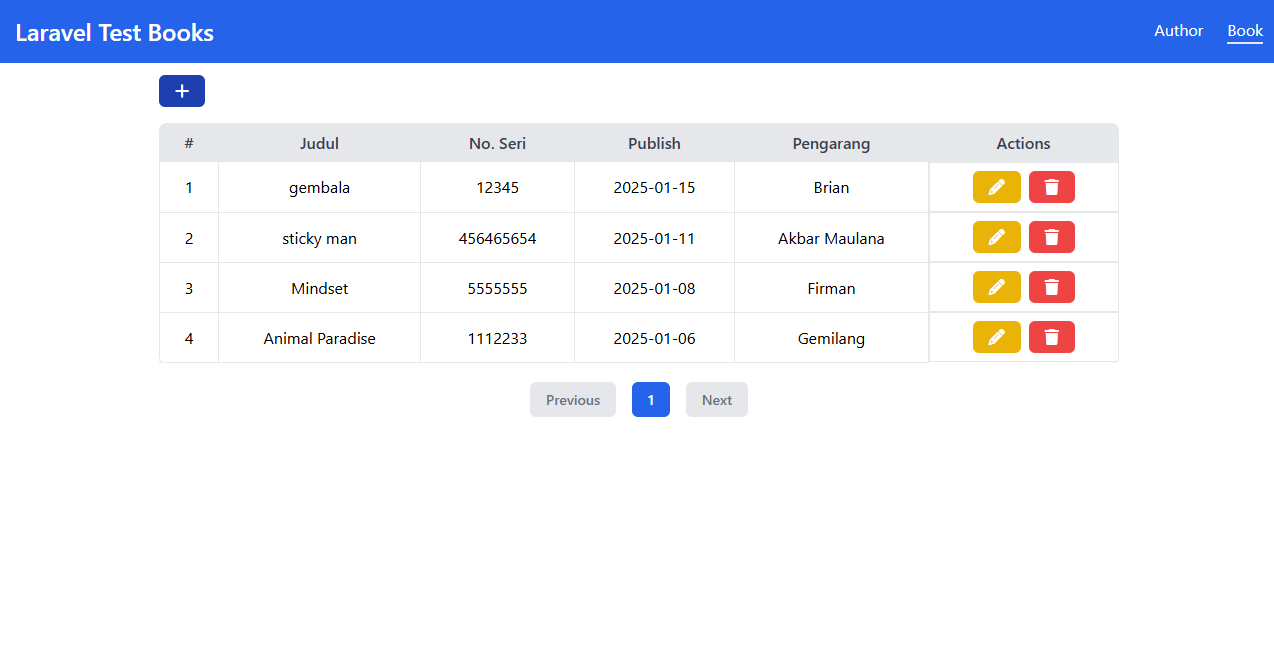 Laravel Test Books Author Book
# Judul No. Seri Publish Pengarang Actions
1 gembala 12345 2025-01-15 Brian
2 sticky man 456465654 2025-01-11 Akbar Maulana
3 Mindset 5555555 2025-01-08 Firman
4 Animal Paradise 1112233 2025-01-06 Gemilang
Previous 1 Next